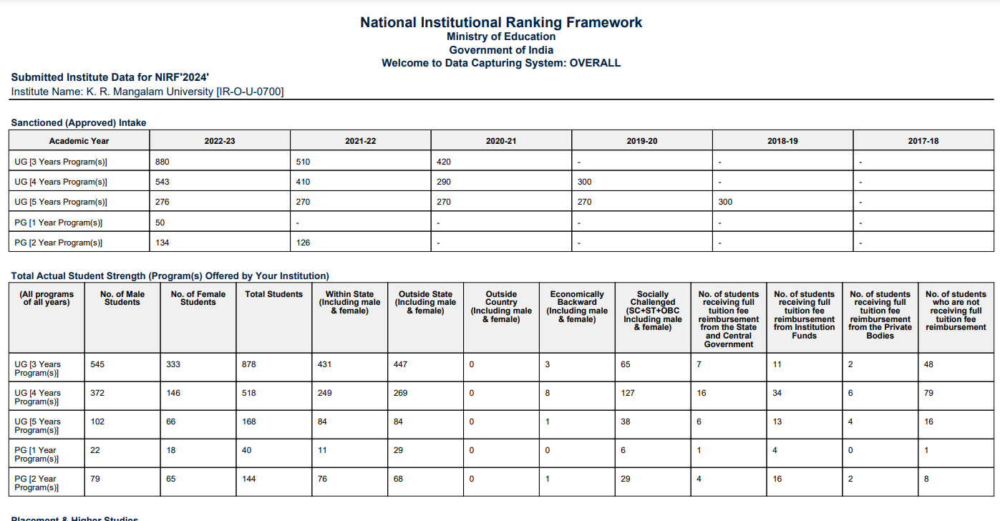 National Institutional Ranking Framework
Ministry of Education
Government of India
Welcome to Data Capturing System: OVERALL
Submitted Institute Data for NIRF'2024'
Institute Name: K. R. Mangalam University [IR-O-U-0700]
Sanctioned (Approved) Intake
Academic Year 2022-23 2021-22 2020-21 2019-20 2018-19 2017-18
UG [3 Years Program(s)] 880 510 420 - - -
UG [4 Years Program(s)] 543 410 290 300 - -
UG [5 Years Program(s)] 276 270 270 270 300 -
PG [1 Year Program(s)] 50 - - - - -
PG [2 Year Program(s)] 134 126 - - - -
Total Actual Student Strength (Program(s) Offered by Your Institution)
(All programs of all years) No. of Male Students No. of Female Students Total Students Within State (Including male & female) Outside State (Including male & female) Outside Country (Including male & female) Economically Backward (Including male & female) Socially Challenged (SC+ST+OBC Including male & female) No. of students receiving full tuition fee reimbursement from the State and Central Government No. of students receiving full tuition fee reimbursement from Institution Funds No. of students receiving full tuition fee reimbursement from the Private Bodies No. of students who are not receiving full tuition fee reimbursement
UG [3 Years Program(s)] 545 333 878 431 447 0 3 65 7 11 2 48
UG [4 Years Program(s)] 372 146 518 249 269 0 8 127 16 34 6 79
UG [5 Years Program(s)] 102 66 168 84 84 0 1 38 6 13 4 16
PG [1 Year Program(s)] 22 18 40 11 29 0 0 6 1 4 0 1
PG [2 Year Program(s)] 79 65 144 76 68 0 1 29 4 16 2 8
Placement & Higher Studies